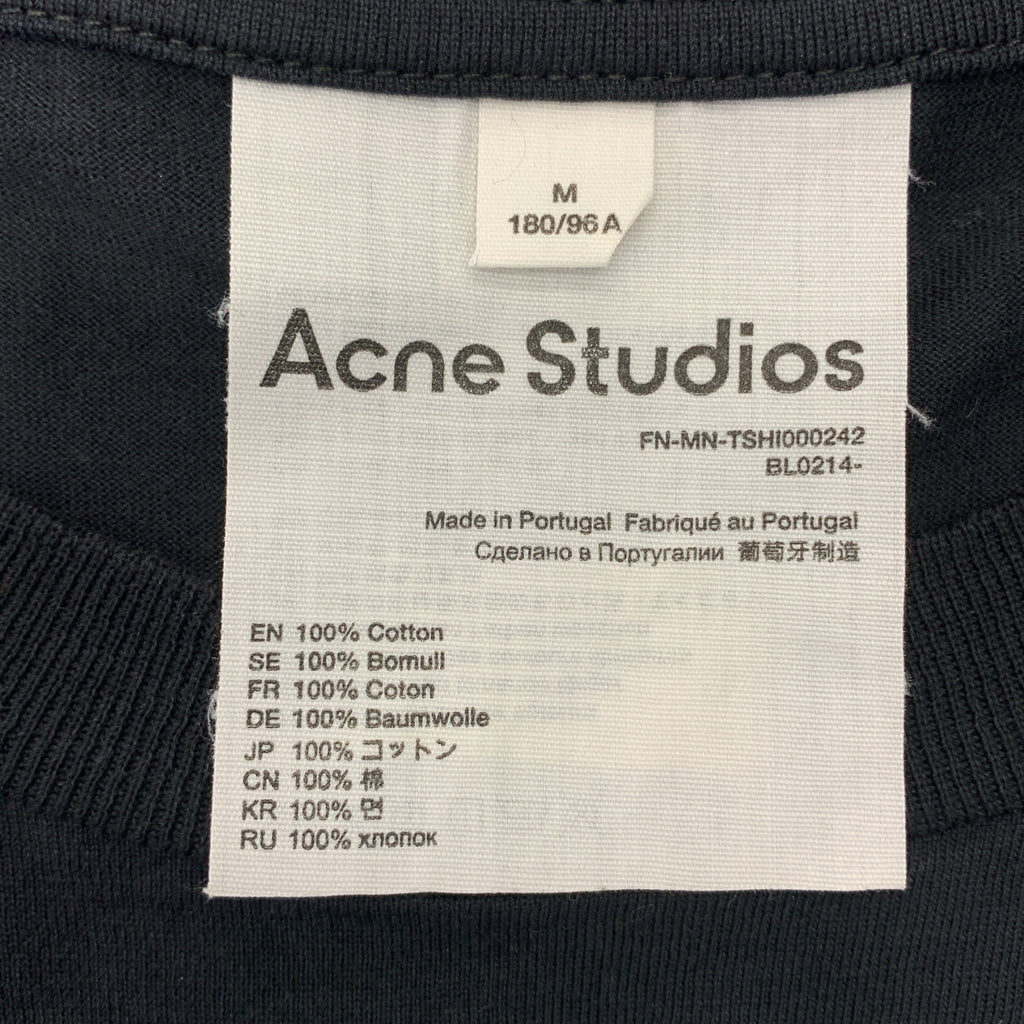 M
180/96A
Acne Studios
FN-MN-TSHI000242
BL0214-
Made in Portugal Fabriqué au Portugal
Сделано в Португалии 葡萄牙制造
EN 100% Cotton
SE 100% Bomull
FR 100% Coton
DE 100% Baumwolle
JP 100% コットン
CN 100% 棉
KR 100% 면
RU 100% хлопок